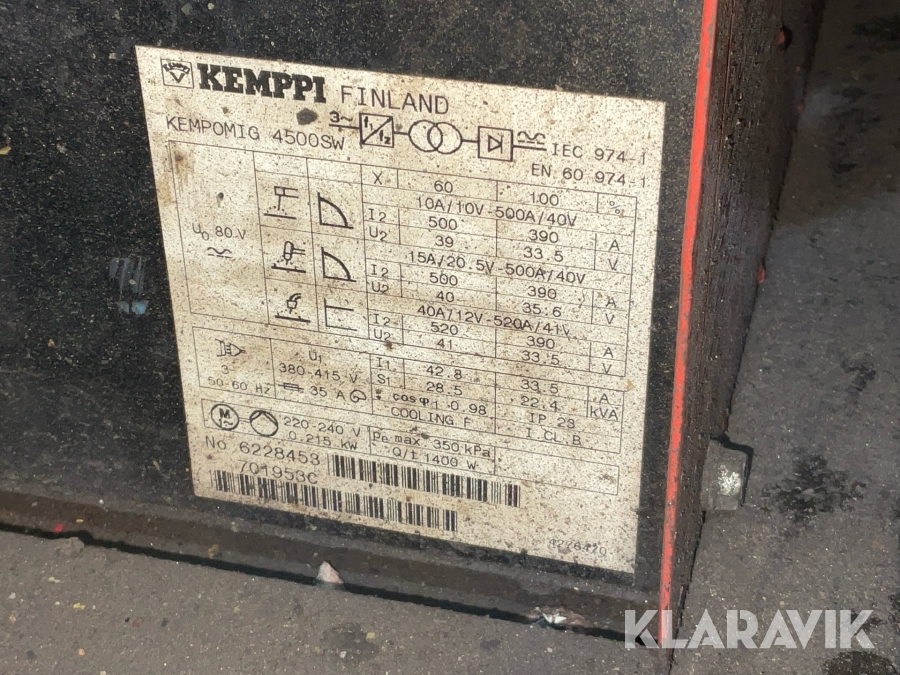 KEMPPI FINLAND
KEMPOMIG 4500SW 3~ f1/f2 IEC 974-1
EN 60 974-1
X 60 100 %
10A/10V-500A/40V
I2 500 390 A
U2 39 33.5 V
U0 80 V
15A/20.5V-500A/40V
I2 500 390 A
U2 40 35.6 V
40A/12V-520A/41V
I2 520 390 A
U2 41 33.5 V
3~ U1 I1 42.8 33.5 A
380-415 V S1 28.5 22.4 kVA
50-60 Hz 35 A cosφ1 0.98 IP 23
COOLING F I.CL.B
M 1~ 220-240 V Pe max 350 kPa
0.215 kW Q/t 1400 W
No 6228453
701953C
KLARAVIK